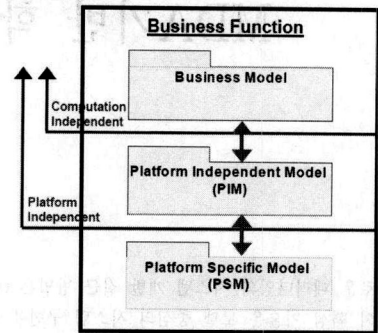 Business Function
Business Model
Computation
Independent
Platform Independent Model
(PIM)
Platform
Independent
Platform Specific Model
(PSM)